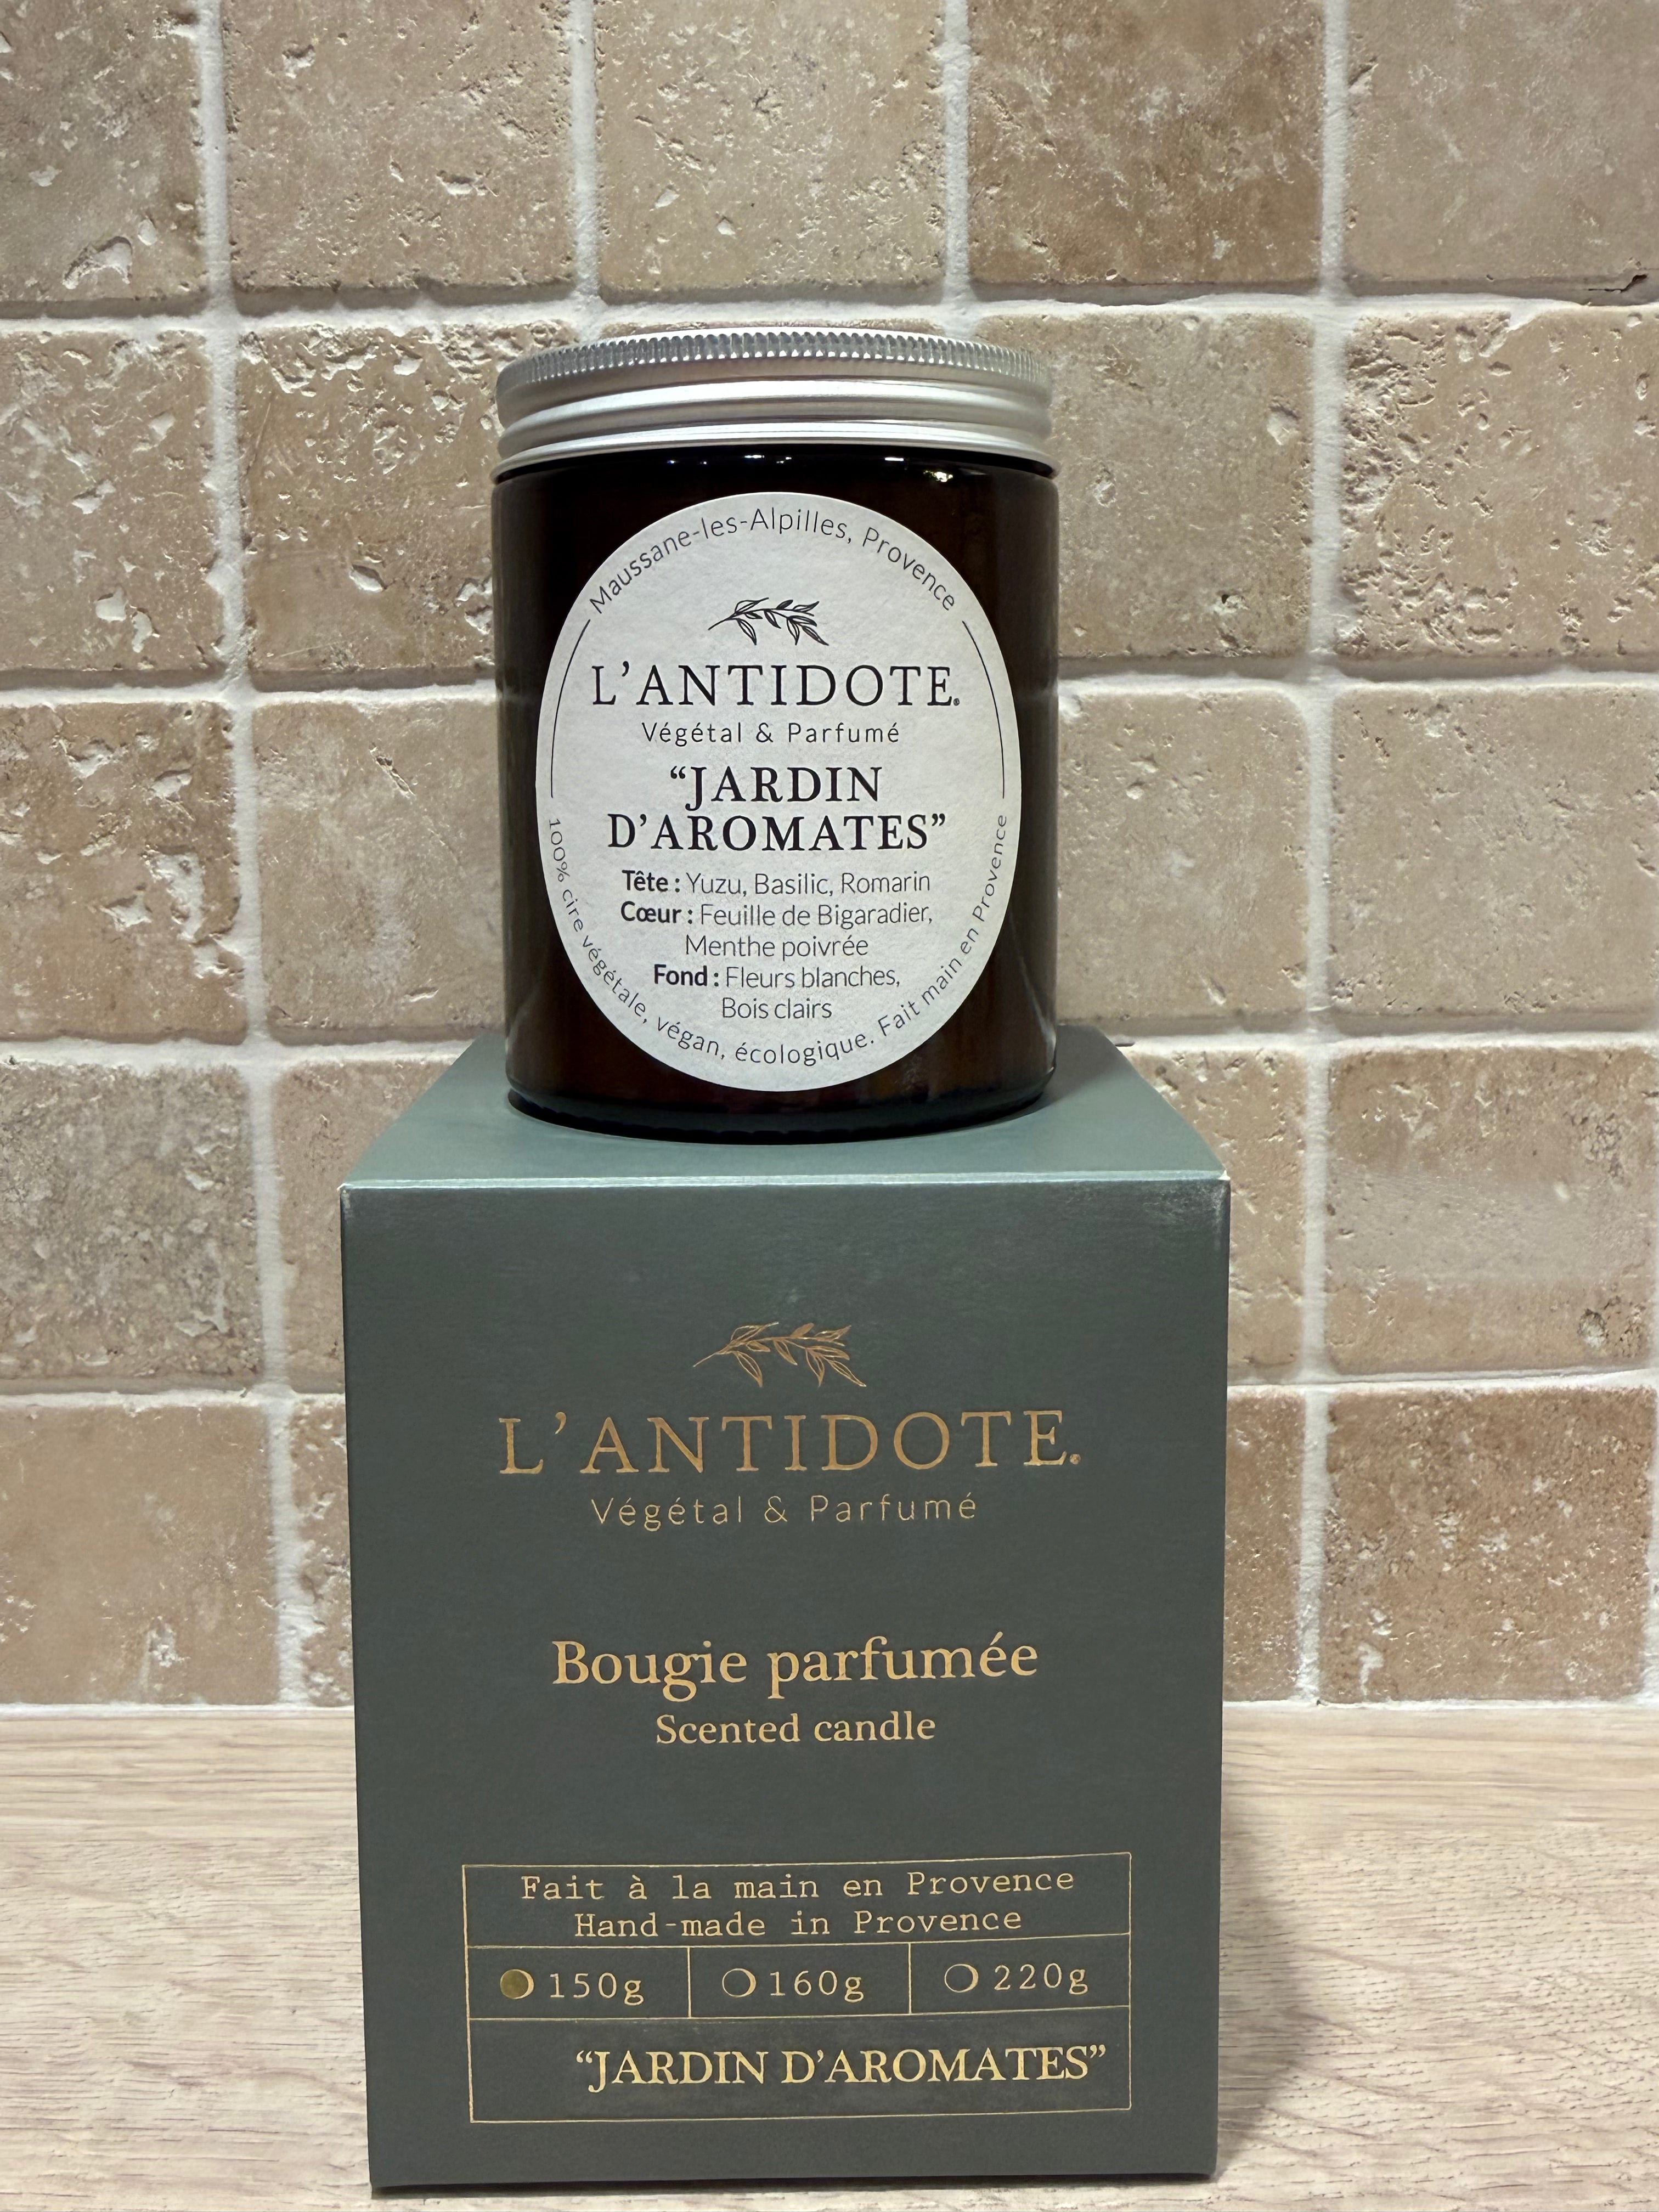 Maussane-les-Alpilles, Provence
L'ANTIDOTE®
Végétal & Parfumé
“JARDIN
D’AROMATES”
Tête : Yuzu, Basilic, Romarin
Cœur : Feuille de Bigaradier,
Menthe poivrée
Fond : Fleurs blanches,
Bois clairs
100% cire végétale, végan, écologique. Fait main en Provence
L'ANTIDOTE®
Végétal & Parfumé
Bougie parfumée
Scented candle
Fait à la main en Provence
Hand-made in Provence
150g 160g 220g
“JARDIN D’AROMATES”